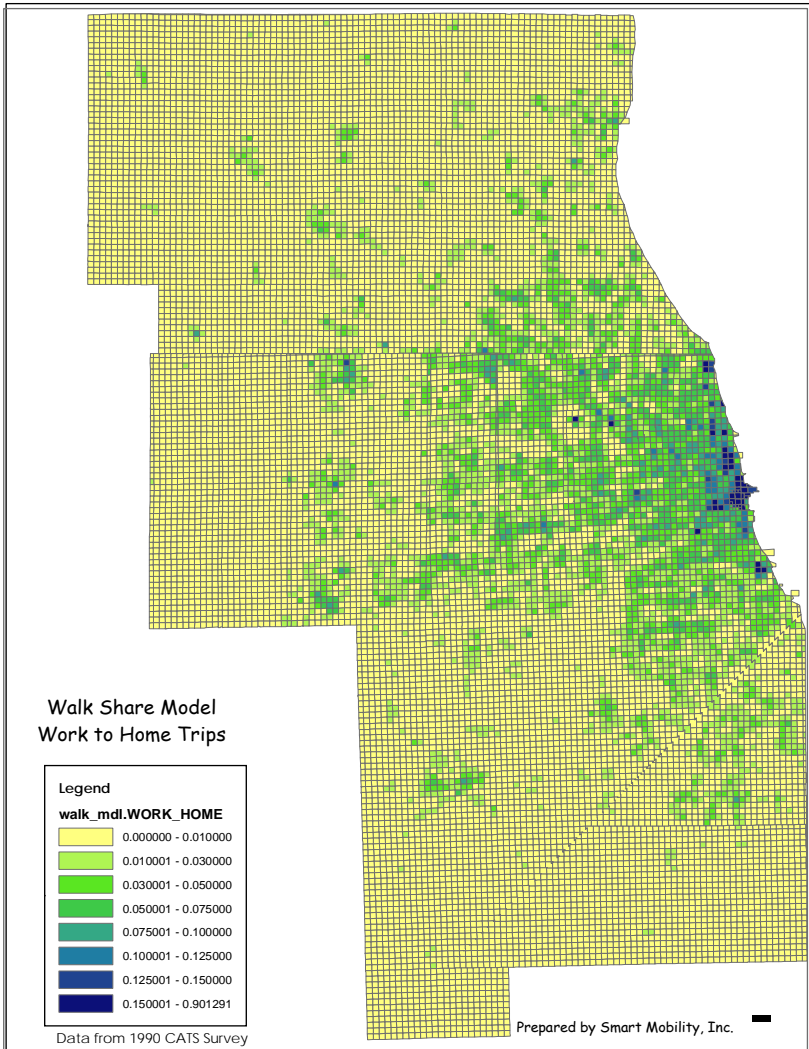 Walk Share Model
Work to Home Trips
Legend
walk_mdl.WORK_HOME
0.000000 - 0.010000
0.010001 - 0.030000
0.030001 - 0.050000
0.050001 - 0.075000
0.075001 - 0.100000
0.100001 - 0.125000
0.125001 - 0.150000
0.150001 - 0.901291
Data from 1990 CATS Survey
Prepared by Smart Mobility, Inc.